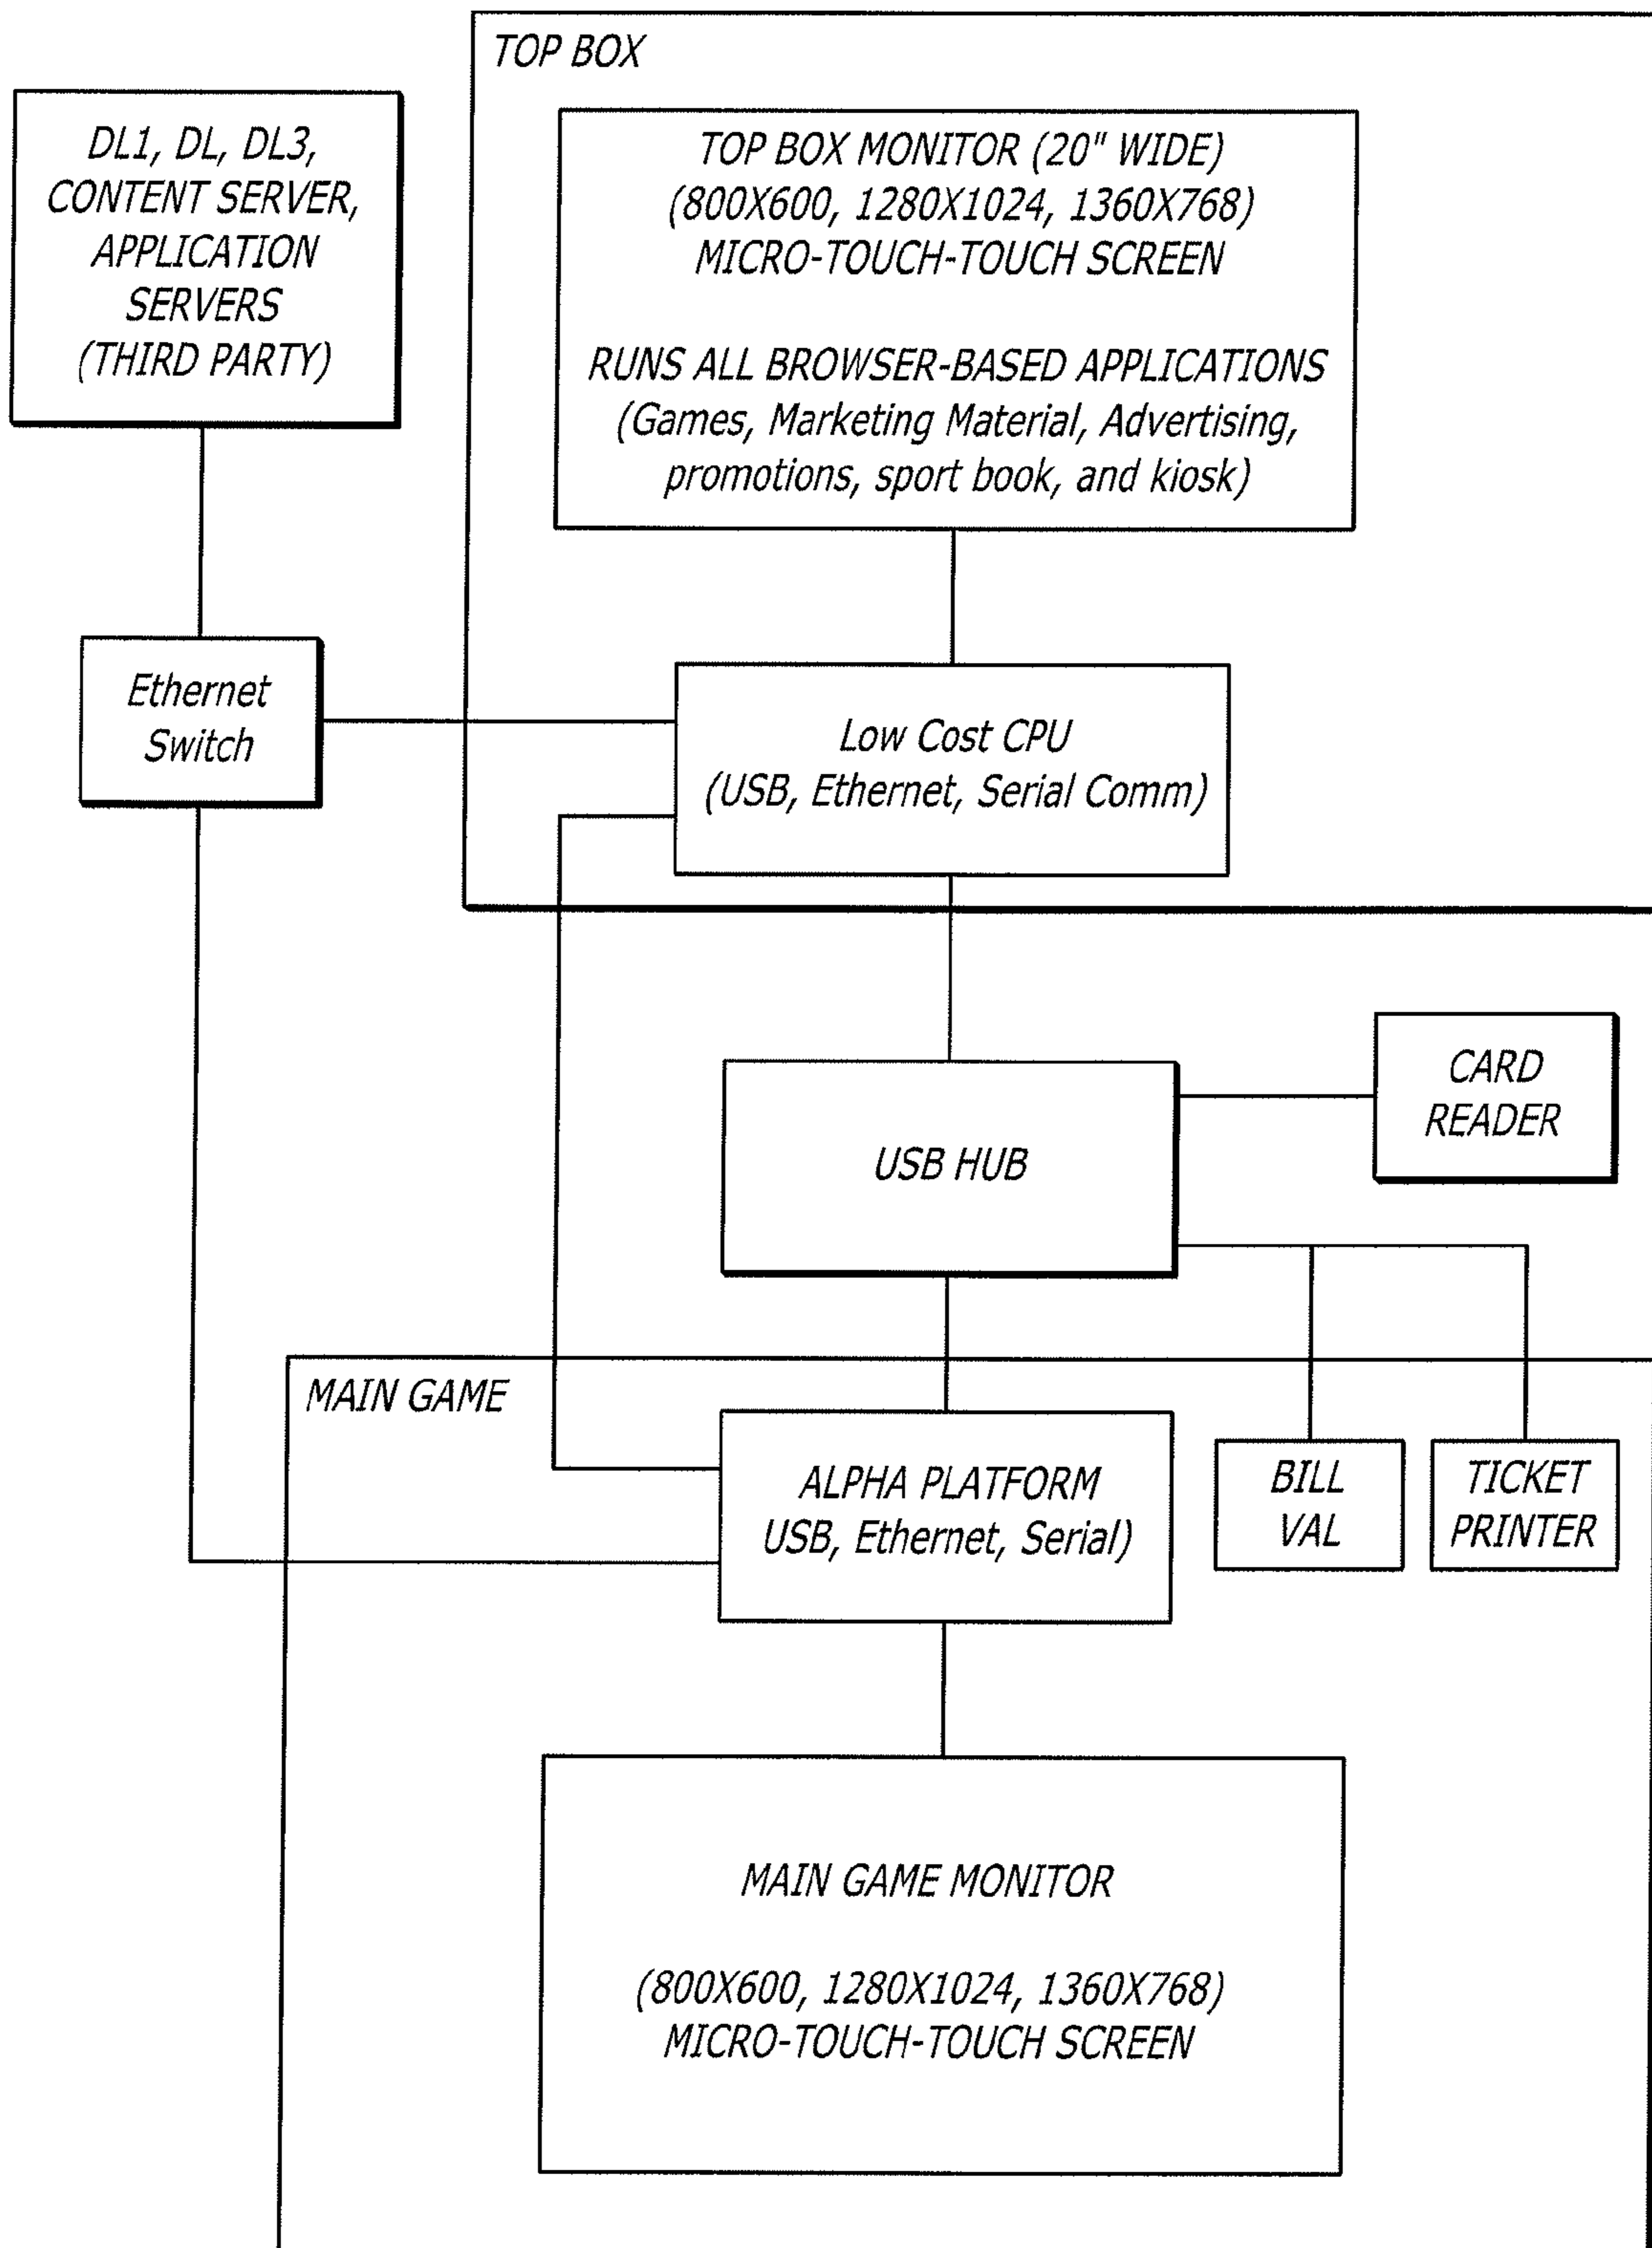 TOP BOX
DL1, DL, DL3,
CONTENT SERVER,
APPLICATION
SERVERS
(THIRD PARTY)
TOP BOX MONITOR (20" WIDE)
(800X600, 1280X1024, 1360X768)
MICRO-TOUCH-TOUCH SCREEN
RUNS ALL BROWSER-BASED APPLICATIONS
(Games, Marketing Material, Advertising,
promotions, sport book, and kiosk)
Ethernet
Switch
Low Cost CPU
(USB, Ethernet, Serial Comm)
CARD
READER
USB HUB
MAIN GAME
ALPHA PLATFORM
USB, Ethernet, Serial)
BILL
VAL
TICKET
PRINTER
MAIN GAME MONITOR
(800X600, 1280X1024, 1360X768)
MICRO-TOUCH-TOUCH SCREEN